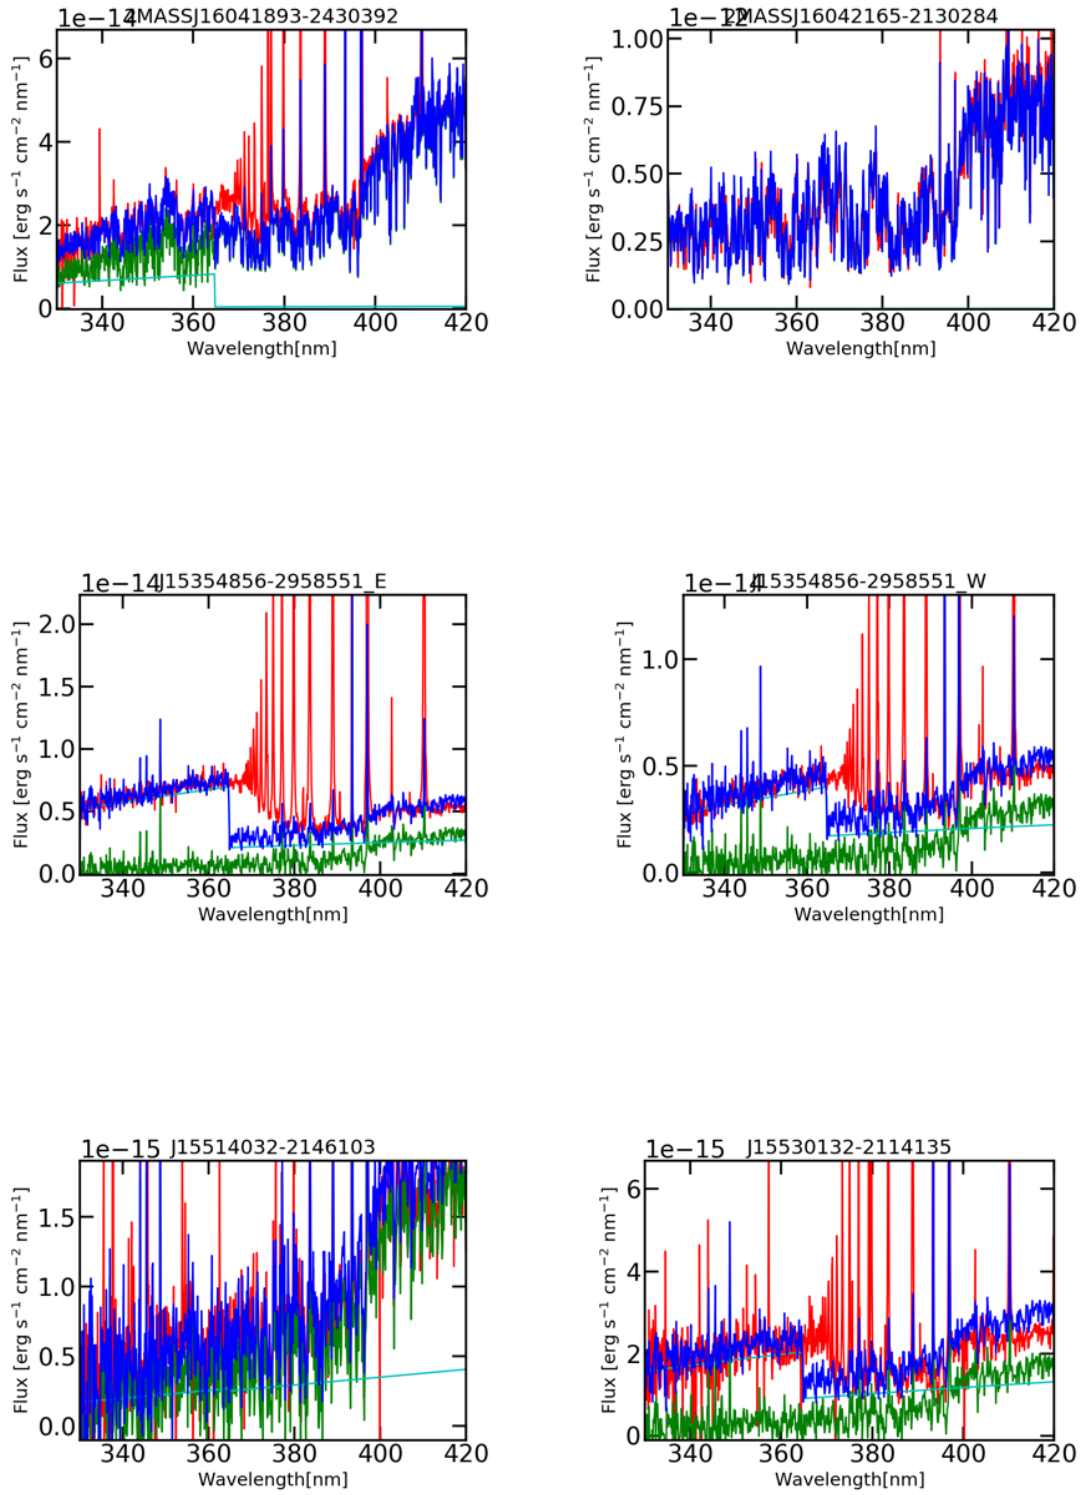 1e−14 2MASSJ16041893-2430392
6
4
2
0
Flux [erg s⁻¹ cm⁻² nm⁻¹]
340 360 380 400 420
Wavelength[nm]
1e−12 2MASSJ16042165-2130284
1.00
0.75
0.50
0.25
0.00
Flux [erg s⁻¹ cm⁻² nm⁻¹]
340 360 380 400 420
Wavelength[nm]
1e−14 J15354856-2958551_E
2.0
1.5
1.0
0.5
0.0
Flux [erg s⁻¹ cm⁻² nm⁻¹]
340 360 380 400 420
Wavelength[nm]
1e−14 J15354856-2958551_W
1.0
0.5
0.0
Flux [erg s⁻¹ cm⁻² nm⁻¹]
340 360 380 400 420
Wavelength[nm]
1e−15 J15514032-2146103
1.5
1.0
0.5
0.0
Flux [erg s⁻¹ cm⁻² nm⁻¹]
340 360 380 400 420
Wavelength[nm]
1e−15 J15530132-2114135
6
4
2
0
Flux [erg s⁻¹ cm⁻² nm⁻¹]
340 360 380 400 420
Wavelength[nm]